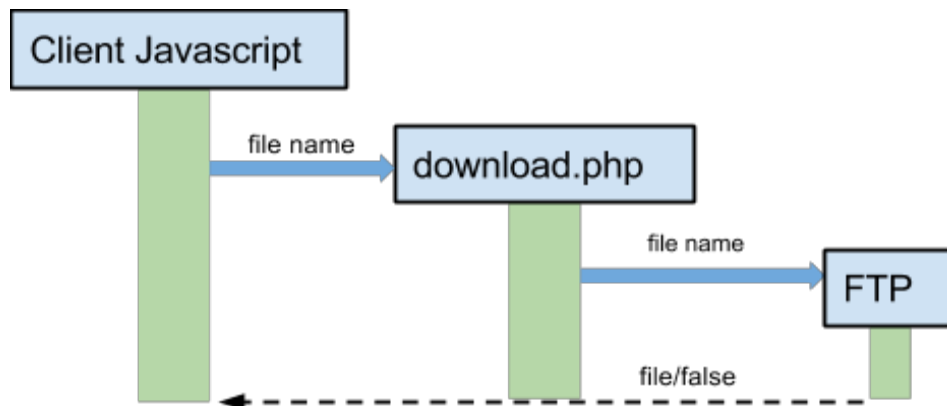 Client Javascript
file name
download.php
file name
FTP
file/false